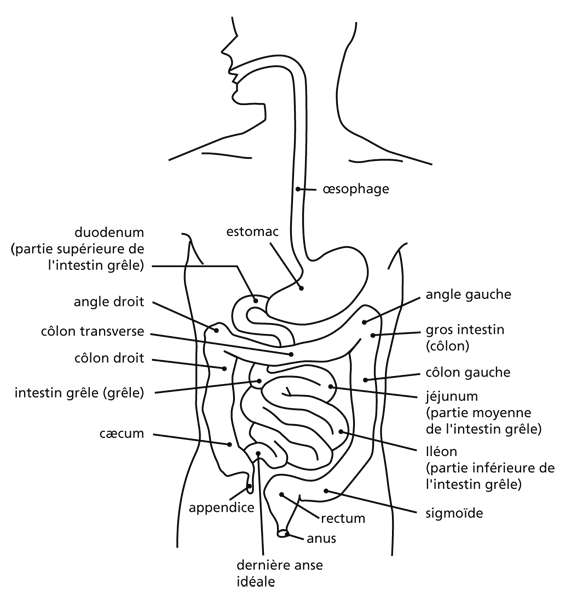 œsophage
duodenum
(partie supérieure de
l'intestin grêle)
estomac
angle droit
angle gauche
côlon transverse
gros intestin
(côlon)
côlon droit
côlon gauche
intestin grêle (grêle)
jéjunum
(partie moyenne
de l'intestin grêle)
cæcum
Iléon
(partie inférieure de
l'intestin grêle)
appendice
sigmoïde
rectum
anus
dernière anse
idéale